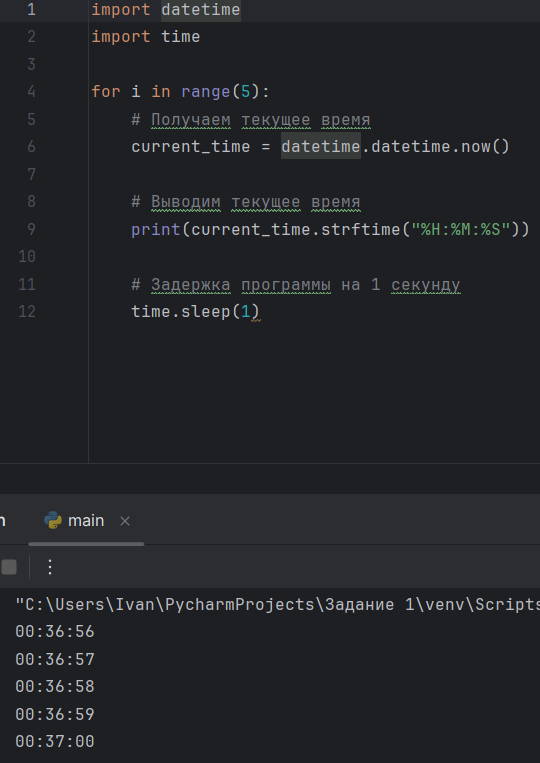 1 import datetime
2 import time
3
4 for i in range(5):
5 # Получаем текущее время
6 current_time = datetime.datetime.now()
7
8 # Выводим текущее время
9 print(current_time.strftime("%H:%M:%S"))
10
11 # Задержка программы на 1 секунду
12 time.sleep(1)
main
"C:\Users\Ivan\PycharmProjects\Задание 1\venv\Scripts
00:36:56
00:36:57
00:36:58
00:36:59
00:37:00